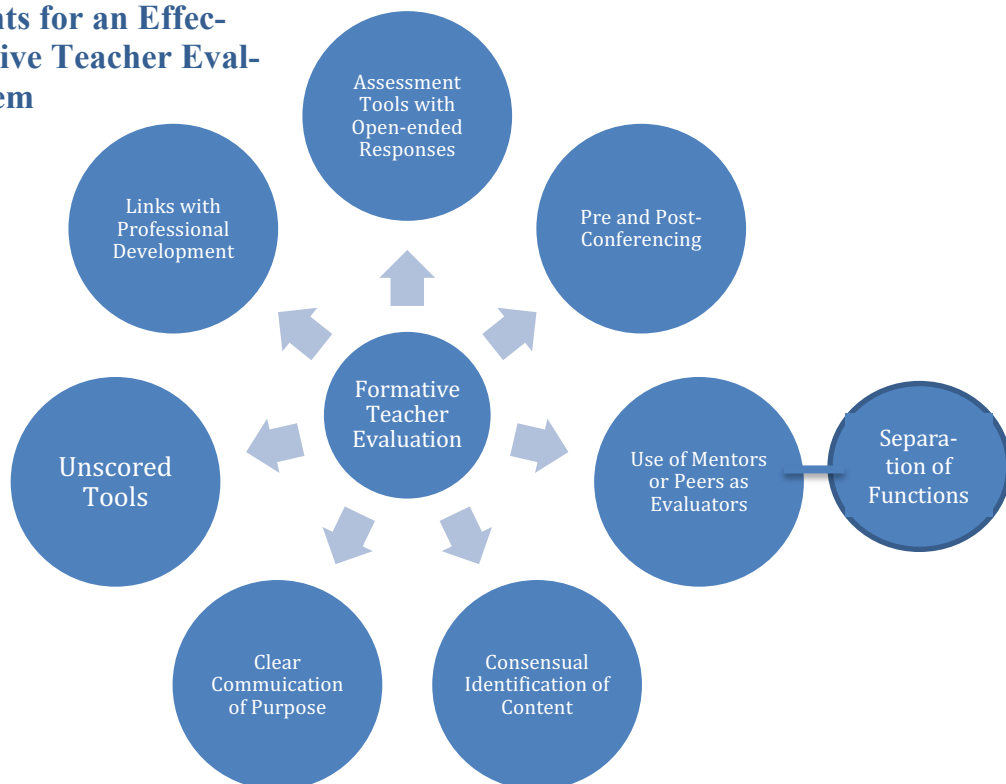 nts for an Effec-
ive Teacher Eval-
em
Assessment
Tools with
Open-ended
Responses
Pre and Post-
Conferencing
Links with
Professional
Development
Formative
Teacher
Evaluation
Use of Mentors
or Peers as
Evaluators
Separa-
tion of
Functions
Unscored
Tools
Clear
Commuication
of Purpose
Consensual
Identification of
Content